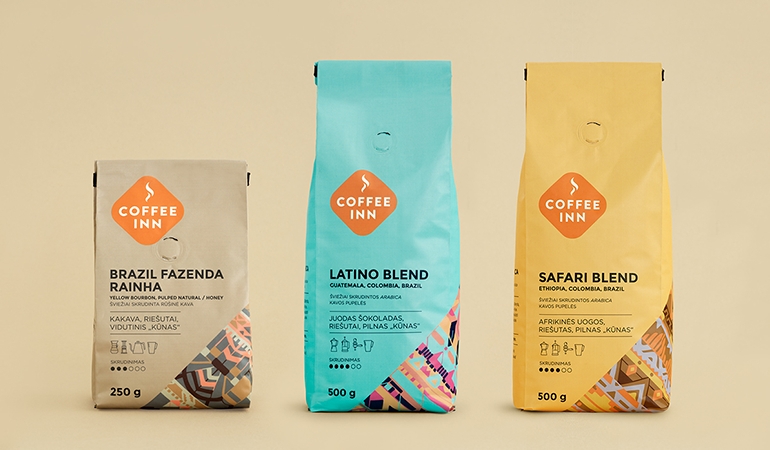 COFFEE
INN
BRAZIL FAZENDA
RAINHA
YELLOW BOURBON, PULPED NATURAL / HONEY
ŠVIEŽIAI SKRUDINTA RŪŠINĖ KAVA
KAKAVA, RIEŠUTAI,
VIDUTINIS „KŪNAS“
SKRUDINIMAS
250 g
COFFEE
INN
LATINO BLEND
GUATEMALA, COLOMBIA, BRAZIL
ŠVIEŽIAI SKRUDINTOS ARABICA
KAVOS PUPELĖS
JUODAS ŠOKOLADAS,
RIEŠUTAI, PILNAS „KŪNAS“
SKRUDINIMAS
500 g
COFFEE
INN
SAFARI BLEND
ETHIOPIA, COLOMBIA, BRAZIL
ŠVIEŽIAI SKRUDINTOS ARABICA
KAVOS PUPELĖS
AFRIKINĖS UOGOS,
RIEŠUTAS, PILNAS „KŪNAS“
SKRUDINIMAS
500 g